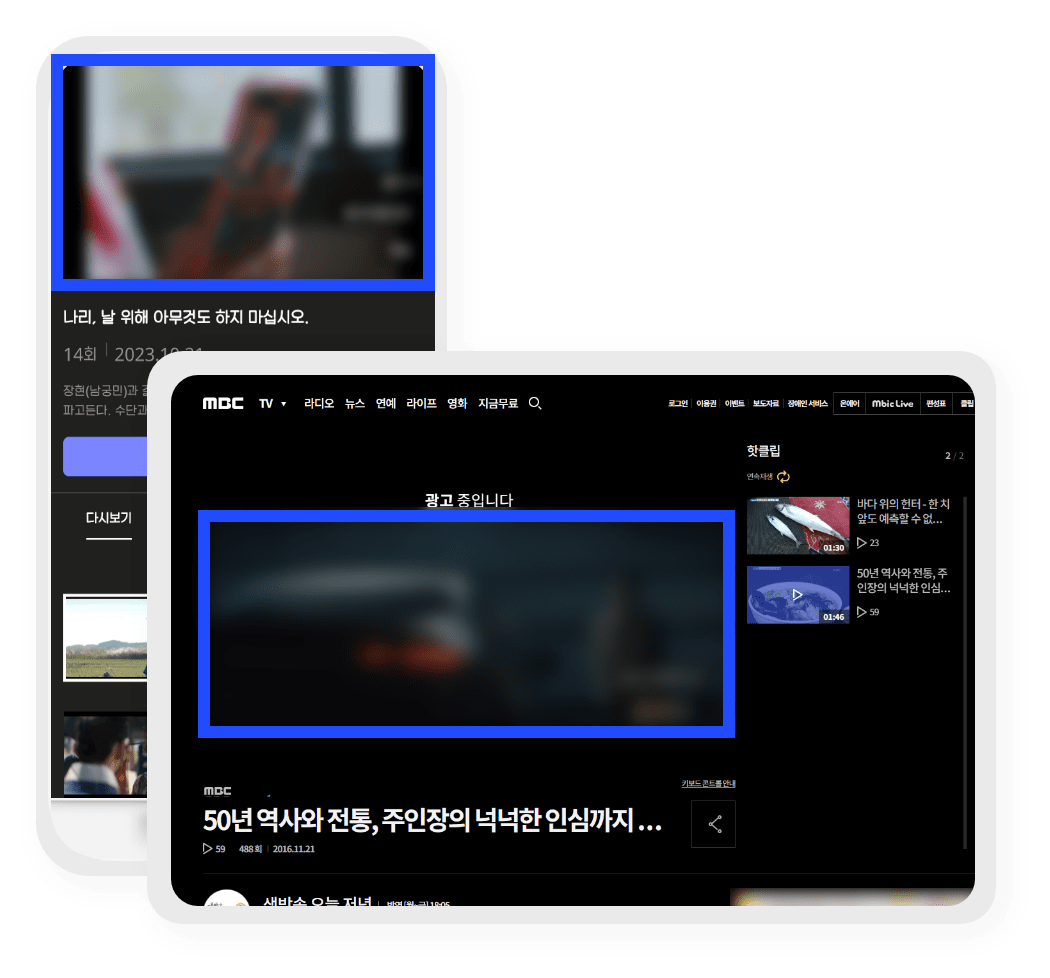 나리, 날 위해 아무것도 하지 마십시오.
14회 2023.10.21
장현(남궁민)과
파고든다. 수단과
다시보기
MBC TV 라디오 뉴스 연예 라이프 영화 지금무료
로그인 이용권 이벤트 보도자료 장애인 서비스 온에어 Mbic Live 편성표 클립
핫클립
2 / 2
연속재생
광고 중입니다
바다 위의 헌터 - 한 치
앞도 예측할 수 없...
01:30
23
50년 역사와 전통, 주
인장의 넉넉한 인심...
01:46
59
MBC
키보드 콘트롤 안내
50년 역사와 전통, 주인장의 넉넉한 인심까지 ...
59 488회 2016.11.21
생방송 오늘 저녁 방영 [월~금] 18:05